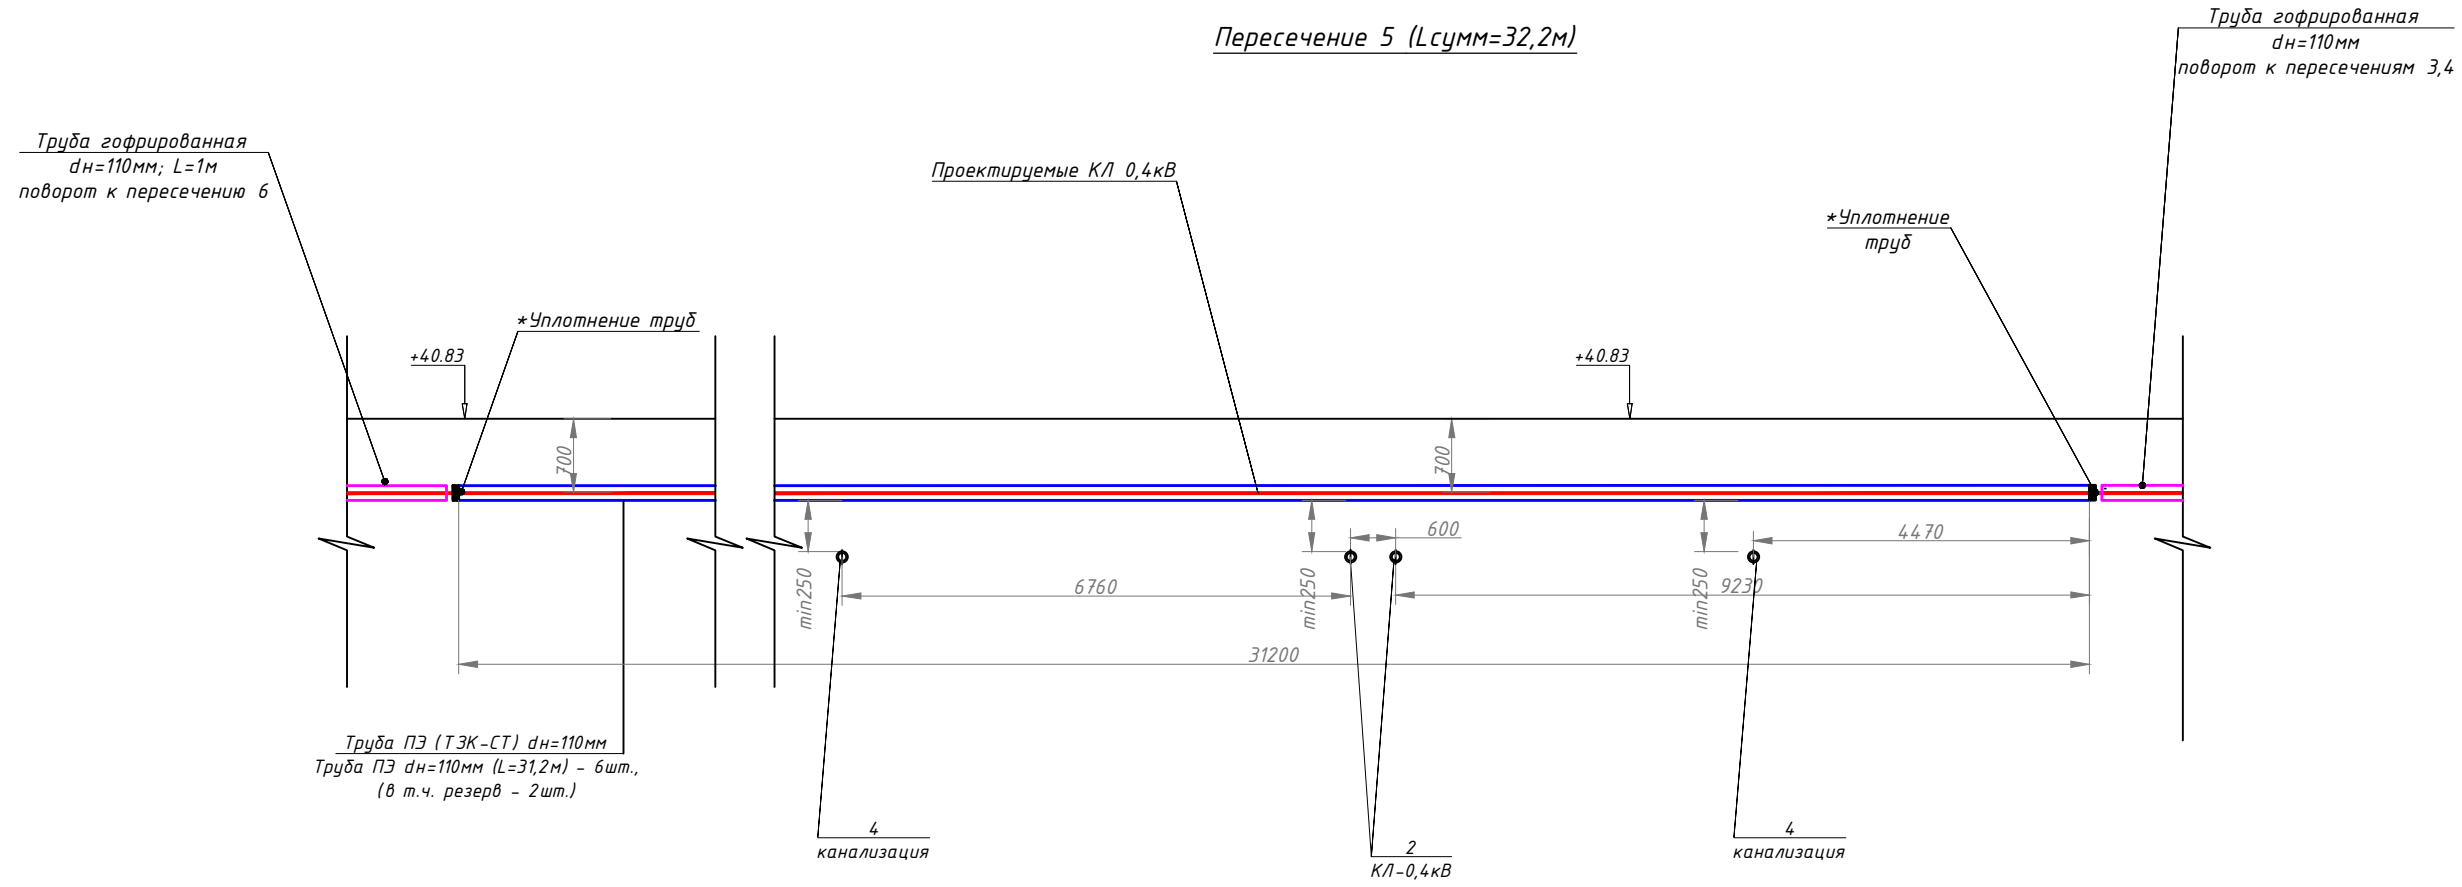 Пересечение 5 (Lсумм=32,2м)
Труба гофрированная
dн=110мм
поворот к пересечениям 3,4
Труба гофрированная
dн=110мм; L=1м
поворот к пересечению 6
Проектируемые КЛ 0,4кВ
*Уплотнение
труб
*Уплотнение труб
+40.83
+40.83
700
700
600
4470
min250
6760
min250
min250
9230
31200
Труба ПЭ (ТЗК-СТ) dн=110мм
Труба ПЭ dн=110мм (L=31,2м) - 6шт.,
(в т.ч. резерв - 2шт.)
4
канализация
2
КЛ-0,4кВ
4
канализация